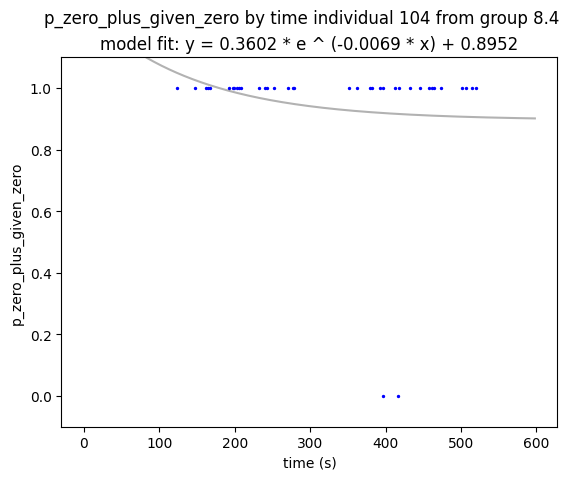 p_zero_plus_given_zero by time individual 104 from group 8.4
model fit: y = 0.3602 * e ^ (-0.0069 * x) + 0.8952
1.0
0.8
0.6
0.4
0.2
0.0
p_zero_plus_given_zero
0 100 200 300 400 500 600
time (s)